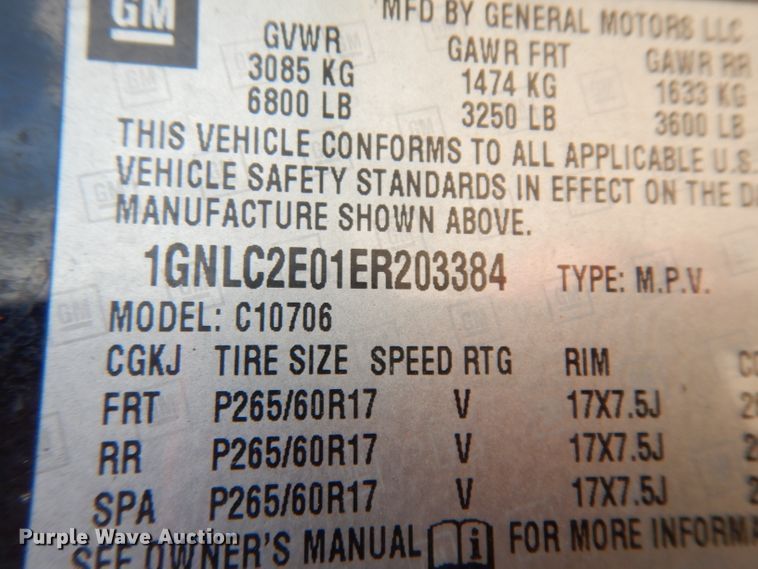 GM
MFD BY GENERAL MOTORS LLC
GVWR GAWR FRT GAWR RR
3085 KG 1474 KG 1633 KG
6800 LB 3250 LB 3600 LB
THIS VEHICLE CONFORMS TO ALL APPLICABLE U.S.
VEHICLE SAFETY STANDARDS IN EFFECT ON THE
MANUFACTURE SHOWN ABOVE.
1GNLC2E01ER203384 TYPE: M.P.V.
MODEL: C10706
CGKJ TIRE SIZE SPEED RTG RIM
FRT P265/60R17 V 17X7.5J
RR P265/60R17 V 17X7.5J
SPA P265/60R17 V 17X7.5J
SEE OWNER'S MANUAL i FOR MORE
Purple Wave Auction